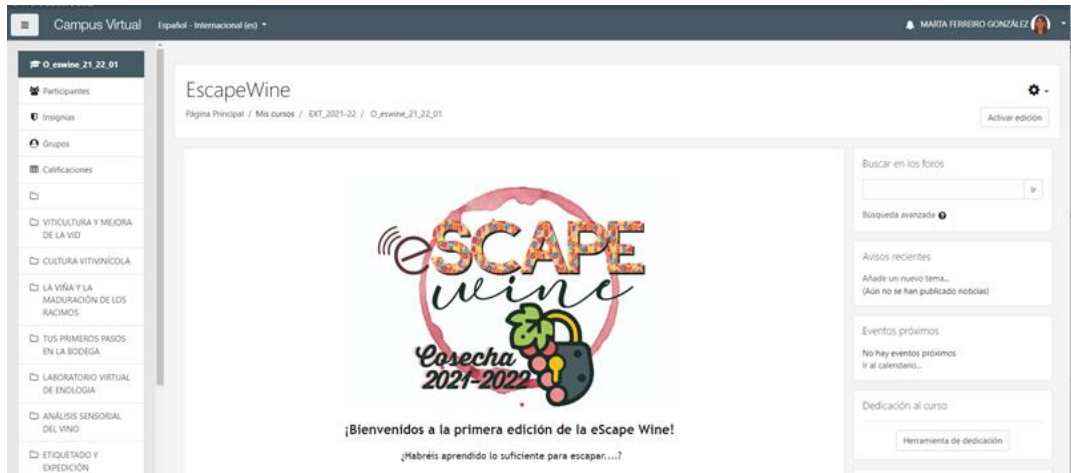 Campus Virtual
Español - Internacional (es)
MARTA FERREIRO GONZÁLEZ
O_eswine_21_22_01
Participantes
Insignias
Grupos
Calificaciones
VITICULTURA Y MEJORA
DE LA VID
CULTURA VITIVINÍCOLA
LA VIÑA Y LA
MADURACIÓN DE LOS
RACIMOS
TUS PRIMEROS PASOS
EN LA BODEGA
LABORATORIO VIRTUAL
DE ENOLOGIA
ANÁLISIS SENSORIAL
DEL VINO
ETIQUETADO Y
EXPEDICIÓN
EscapeWine
Página Principal / Mis cursos / EXT_2021-22 / O_eswine_21_22_01
Activar edición
eSCAPE
wine
Cosecha
2021-2022
¡Bienvenidos a la primera edición de la eScape Wine!
¿Habréis aprendido lo suficiente para escapar....?
Buscar en los foros
Ir
Búsqueda avanzada
Avisos recientes
Añadir un nuevo tema...
(Aún no se han publicado noticias)
Eventos próximos
No hay eventos próximos
Ir al calendario...
Dedicación al curso
Herramienta de dedicación